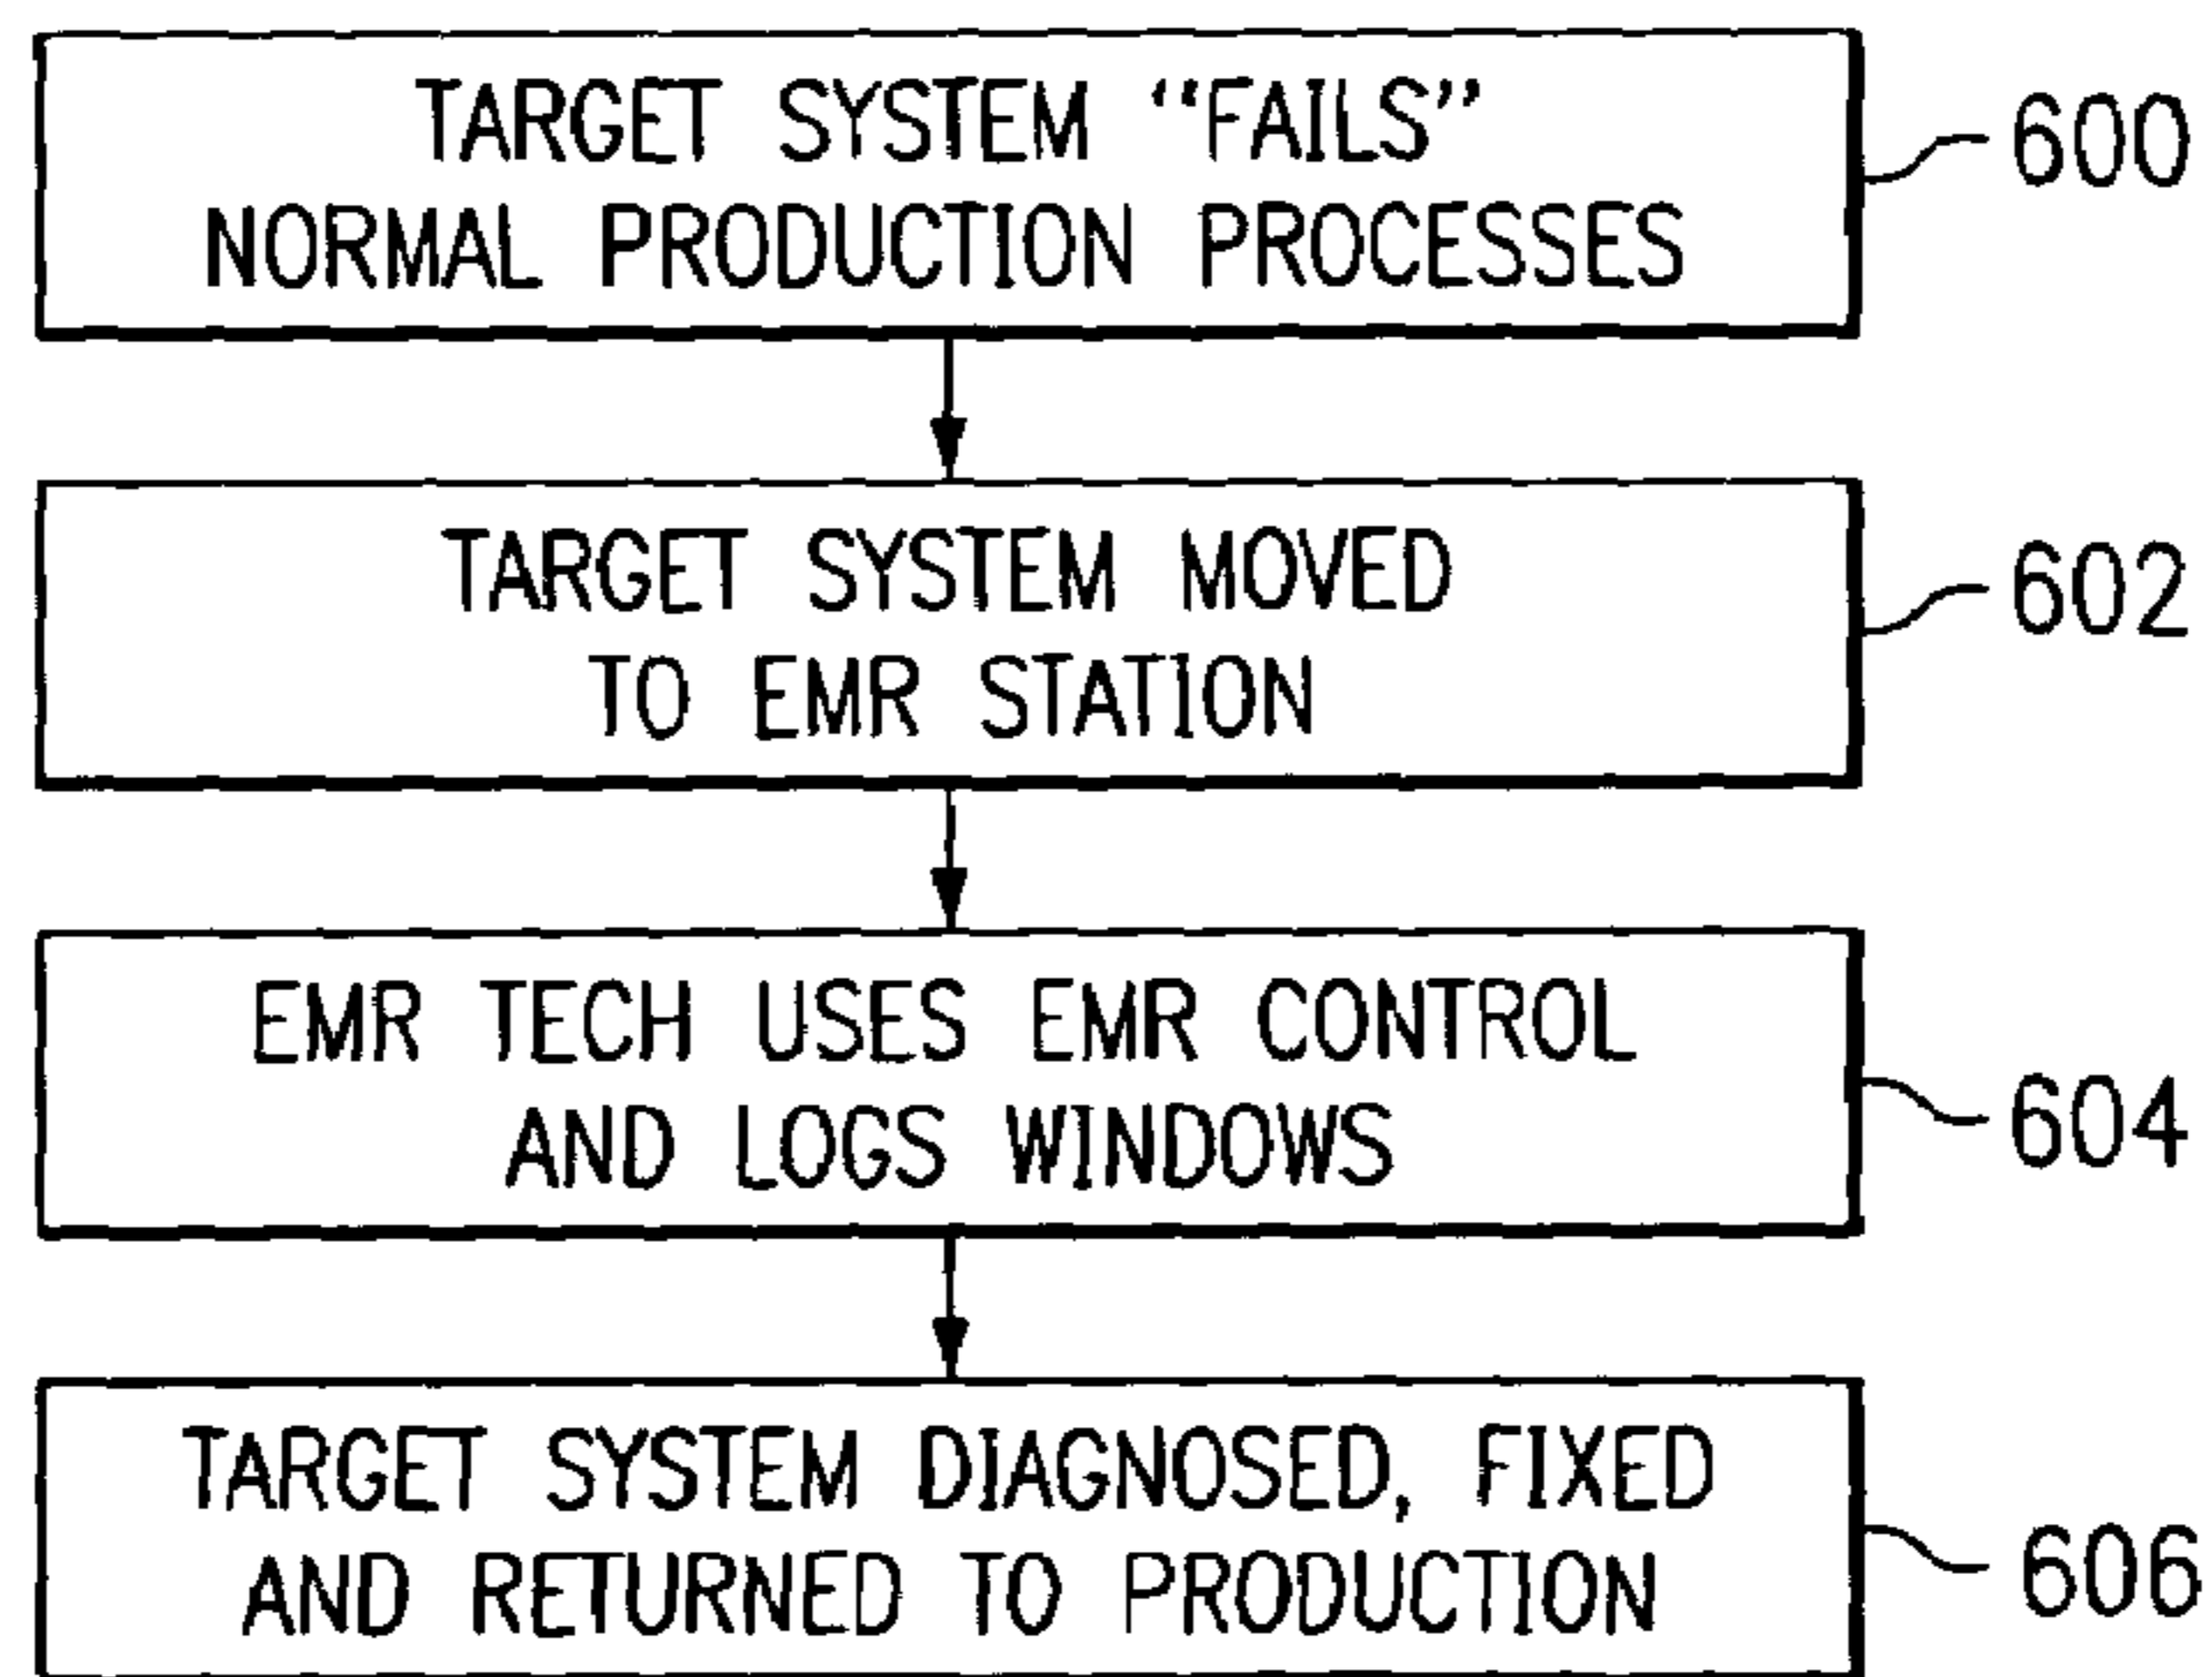 TARGET SYSTEM “FAILS”
NORMAL PRODUCTION PROCESSES
600
TARGET SYSTEM MOVED
TO EMR STATION
602
EMR TECH USES EMR CONTROL
AND LOGS WINDOWS
604
TARGET SYSTEM DIAGNOSED, FIXED
AND RETURNED TO PRODUCTION
606